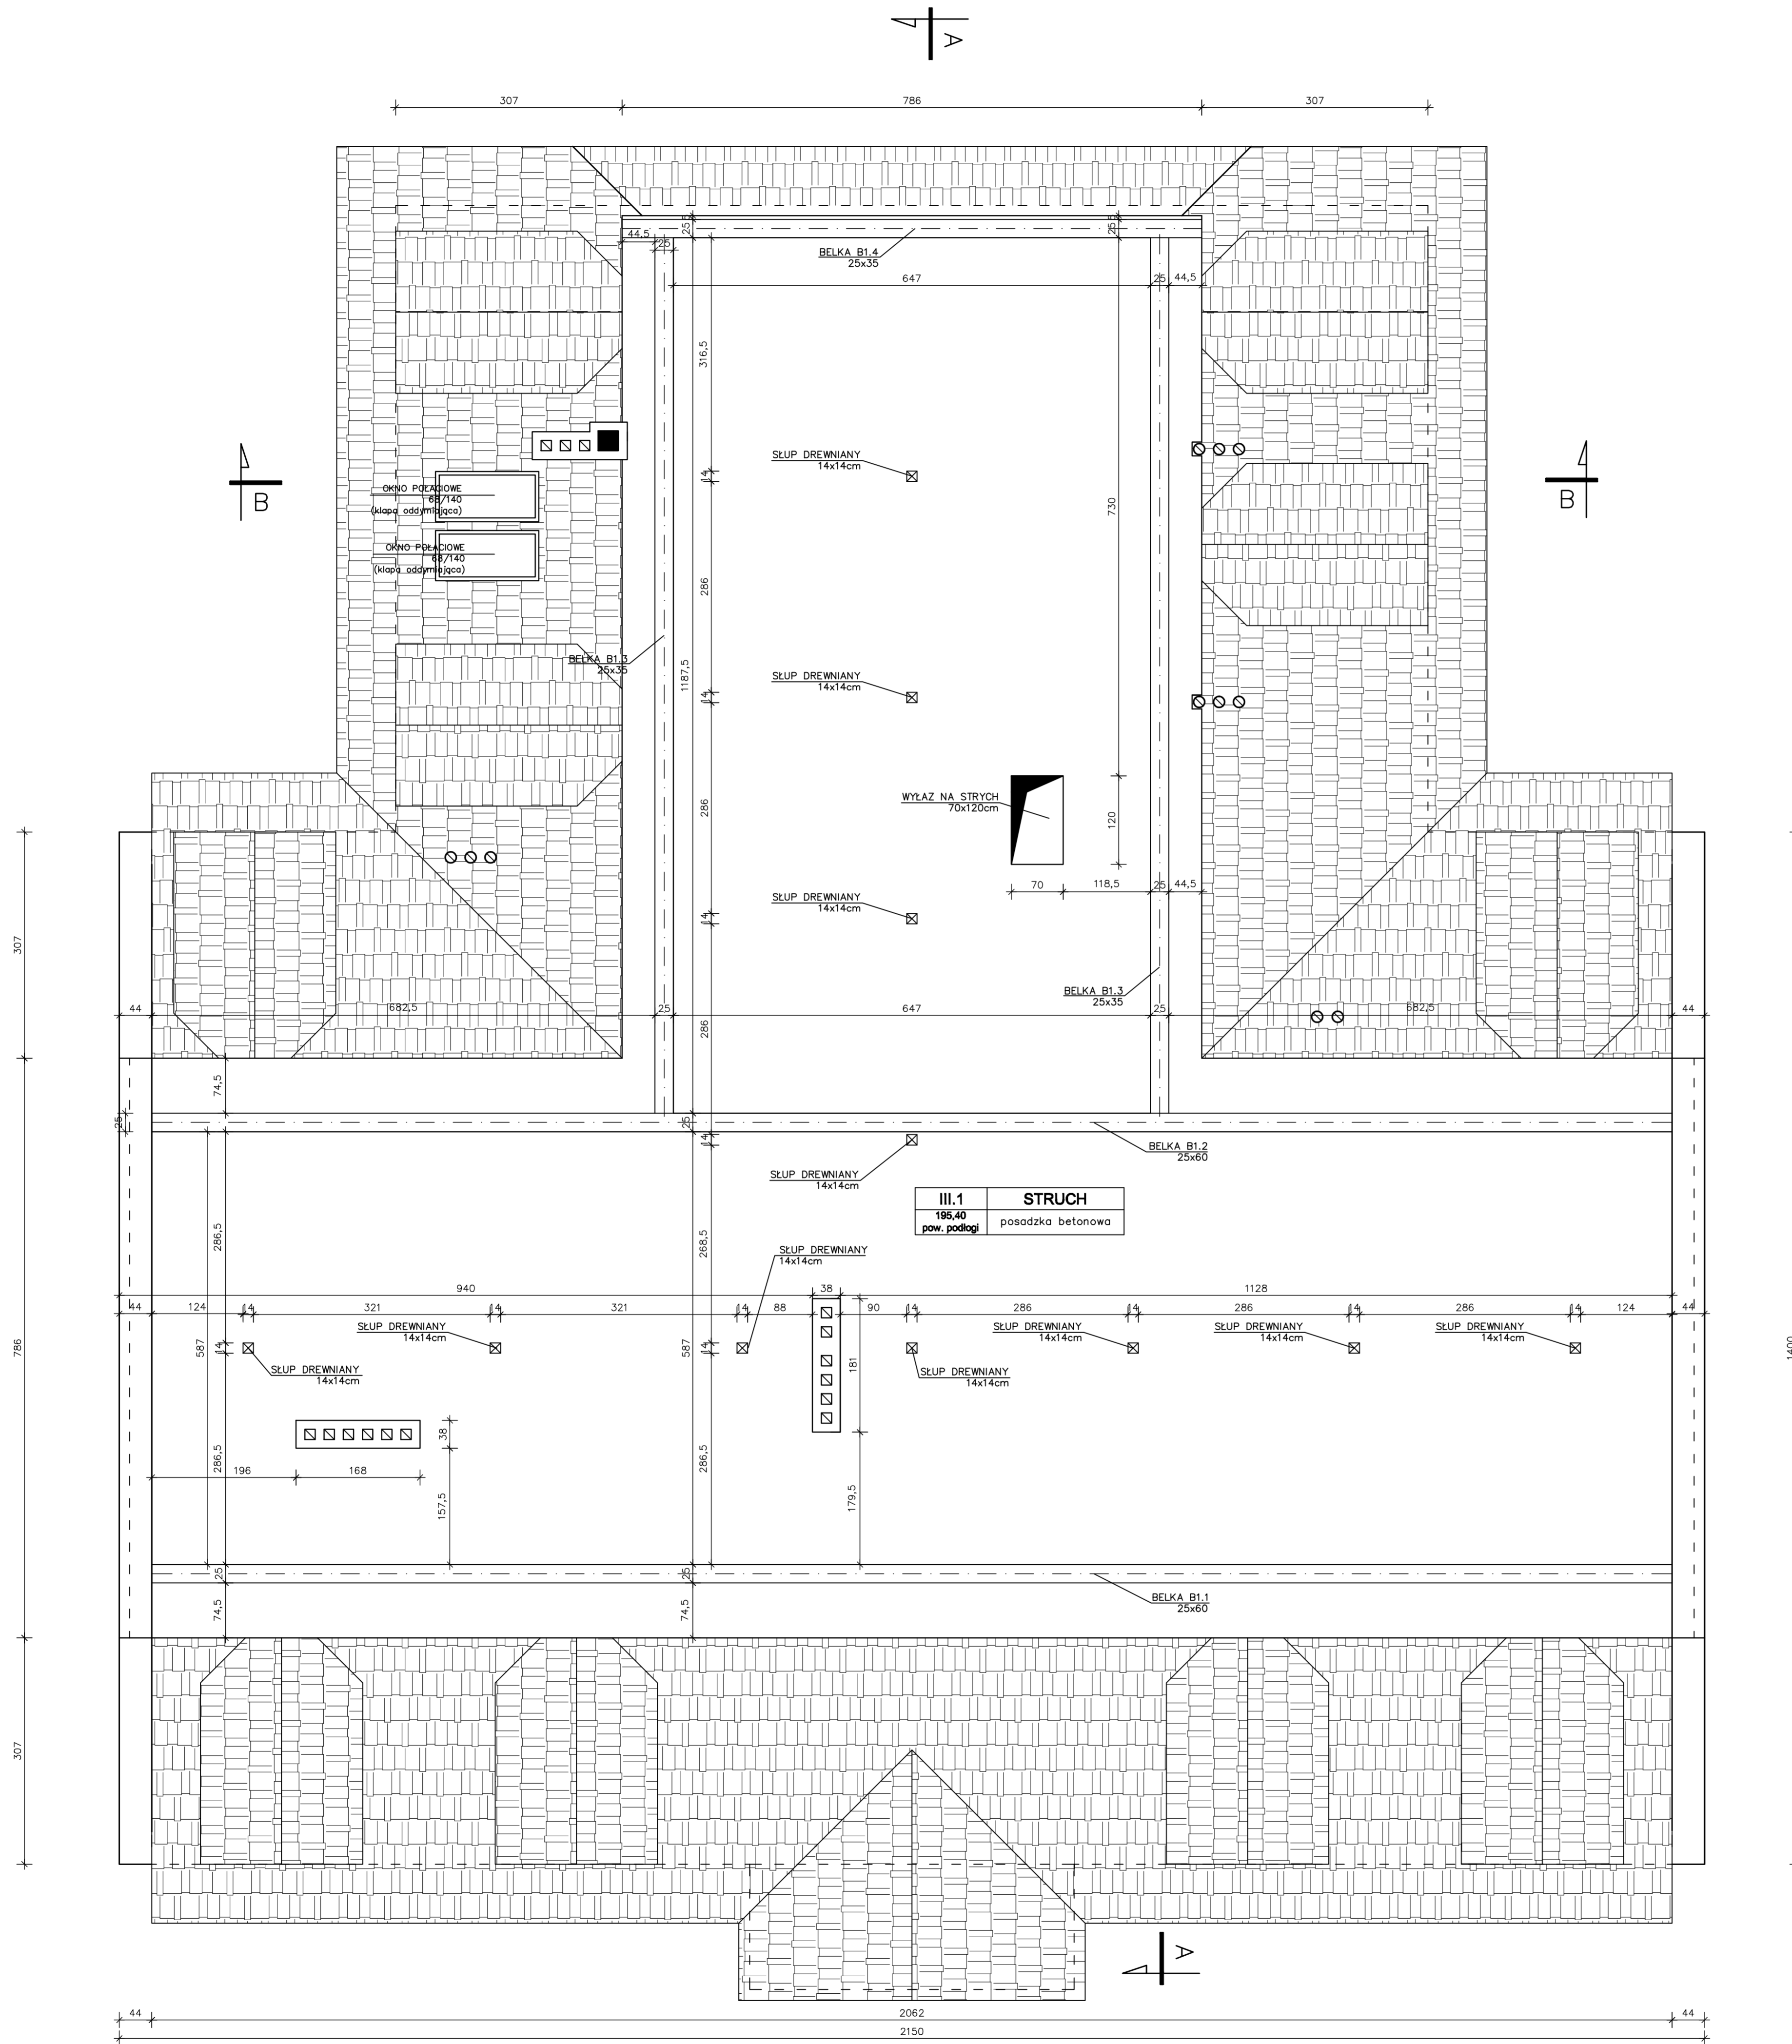 A
307
786
307
25,5
25,5
44,5
25
BELKA B1.4
25x35
647
25
44,5
316,5
SŁUP DREWNIANY
14x14cm
14
730
B
B
OKNO POŁACIOWE
68/140
(klapa oddymiająca)
OKNO POŁACIOWE
68/140
(klapa oddymiająca)
286
BELKA B1.3
25x35
1187,5
SŁUP DREWNIANY
14x14cm
14
286
WYŁAZ NA STRYCH
70x120cm
120
70
118,5
25
44,5
SŁUP DREWNIANY
14x14cm
14
307
286
BELKA B1.3
25x35
44
682,5
25
647
25
682,5
44
74,5
25
25
14
BELKA B1.2
25x60
SŁUP DREWNIANY
14x14cm
III.1
STRUCH
195,40
pow. podłogi
posadzka betonowa
286,5
268,5
SŁUP DREWNIANY
14x14cm
940
38
1128
44
124
14
321
14
321
14
88
90
14
286
14
286
14
286
14
124
44
SŁUP DREWNIANY
14x14cm
SŁUP DREWNIANY
14x14cm
SŁUP DREWNIANY
14x14cm
SŁUP DREWNIANY
14x14cm
786
587
14
587
14
1400
SŁUP DREWNIANY
14x14cm
181
SŁUP DREWNIANY
14x14cm
38
286,5
286,5
196
168
157,5
179,5
25
25
BELKA B1.1
25x60
74,5
74,5
307
A
44
2062
44
2150